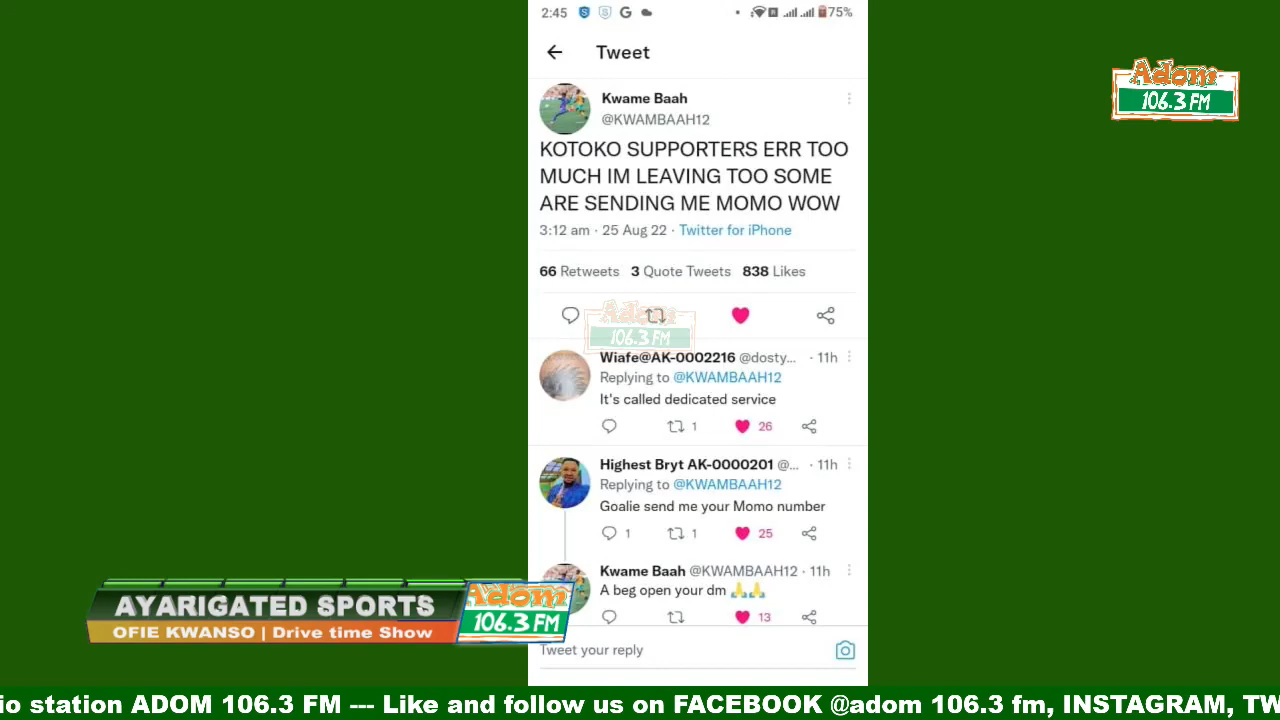 2:45
75%
Tweet
Adom
106.3 FM
Kwame Baah
@KWAMBAAH12
KOTOKO SUPPORTERS ERR TOO
MUCH IM LEAVING TOO SOME
ARE SENDING ME MOMO WOW
3:12 am · 25 Aug 22 · Twitter for iPhone
66 Retweets 3 Quote Tweets 838 Likes
Adom
106.3 FM
Wiafe@AK-0002216 @dosty... · 11h
Replying to @KWAMBAAH12
It's called dedicated service
1 26
Highest Bryt AK-0000201 @... · 11h
Replying to @KWAMBAAH12
Goalie send me your Momo number
1 1 25
Kwame Baah @KWAMBAAH12 · 11h
A beg open your dm 🙏🙏
13
AYARIGATED SPORTS
OFIE KWANSO | Drive time Show
Adom
106.3 FM
Tweet your reply
io station ADOM 106.3 FM --- Like and follow us on FACEBOOK @adom 106.3 fm, INSTAGRAM, TW